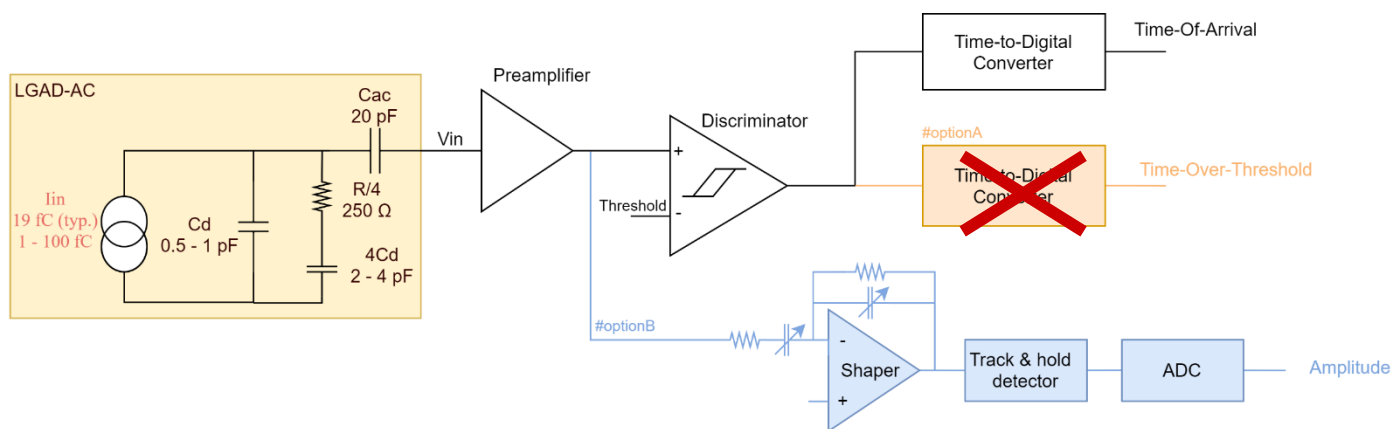 LGAD-AC
Cac
20 pF
Vin
R/4
250 Ω
Iin
19 fC (typ.)
1 - 100 fC
Cd
0.5 - 1 pF
4Cd
2 - 4 pF
Preamplifier
Discriminator
+
Threshold
-
Time-to-Digital
Converter
Time-Of-Arrival
#optionA
Time-to-Digital
Converter
Time-Over-Threshold
#optionB
-
Shaper
+
Track & hold
detector
ADC
Amplitude